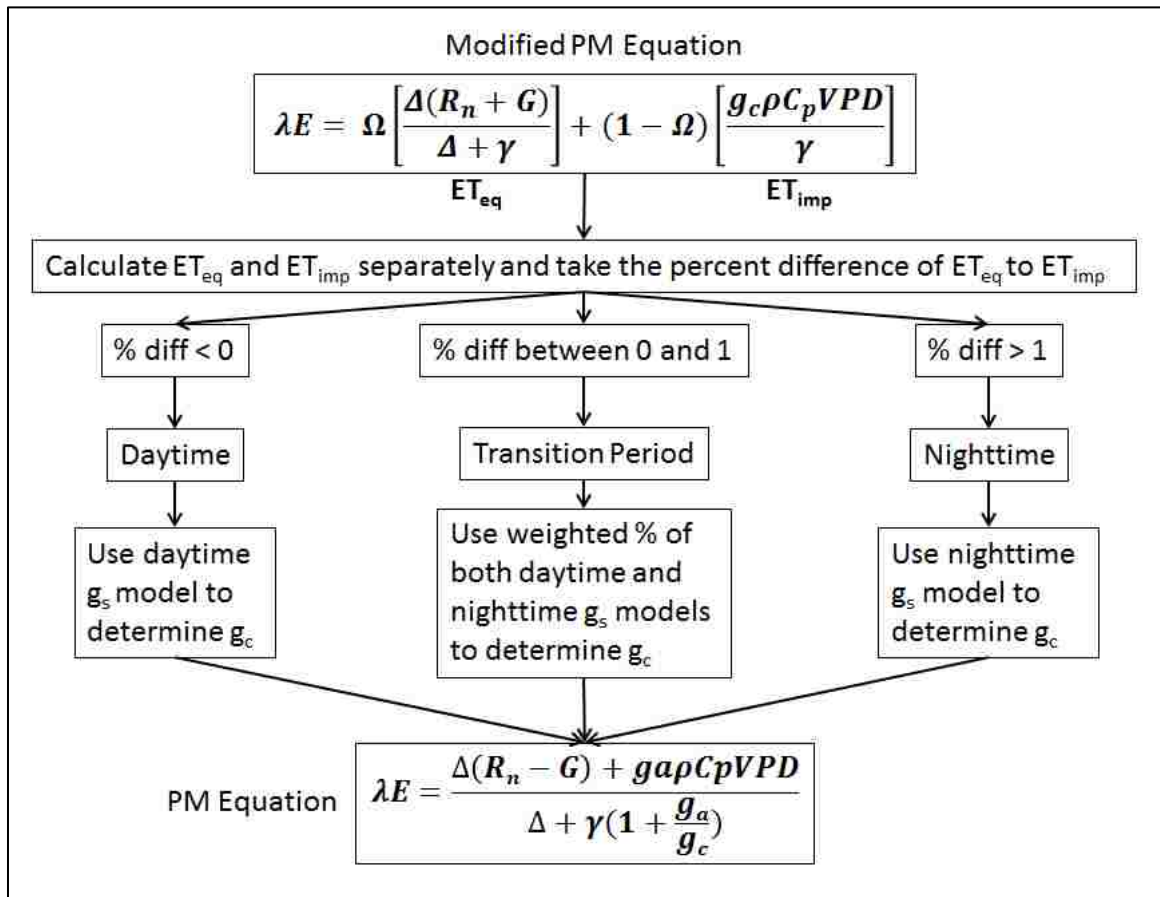 Modified PM Equation
λE = Ω [Δ(Rn + G) / Δ + γ] + (1 − Ω) [gcρCpVPD / γ]
ETeq ETimp
Calculate ETeq and ETimp separately and take the percent difference of ETeq to ETimp
% diff < 0
% diff between 0 and 1
% diff > 1
Daytime
Transition Period
Nighttime
Use daytime
gs model to
determine gc
Use weighted % of
both daytime and
nighttime gs models
to determine gc
Use nighttime
gs model to
determine gc
PM Equation
λE = Δ(Rn − G) + gaρCpVPD / Δ + γ(1 + ga/gc)